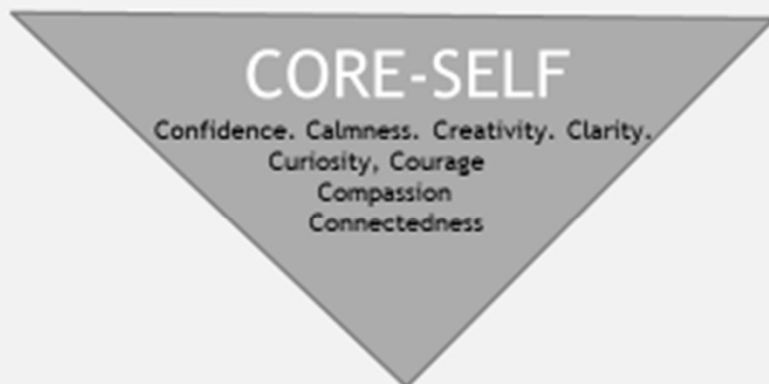 CORE-SELF
Confidence. Calmness. Creativity. Clarity.
Curiosity, Courage
Compassion
Connectedness